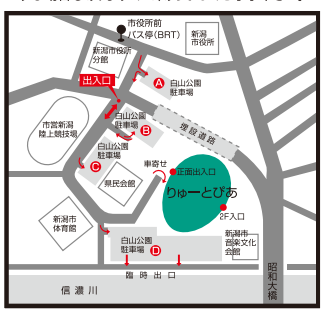 市役所前
バス停(BRT)
新潟市役所
分館
新潟
市役所
出入口
白山公園
駐車場
A
白山公園
駐車場
B
市営新潟
陸上競技場
埋設道路
白山公園
駐車場
C
車寄せ
正面出入口
県民会館
りゅーとぴあ
2F入口
新潟市
体育館
白山公園
駐車場
D
新潟市
音楽文化
会館
臨時出口
昭和大橋
信濃川